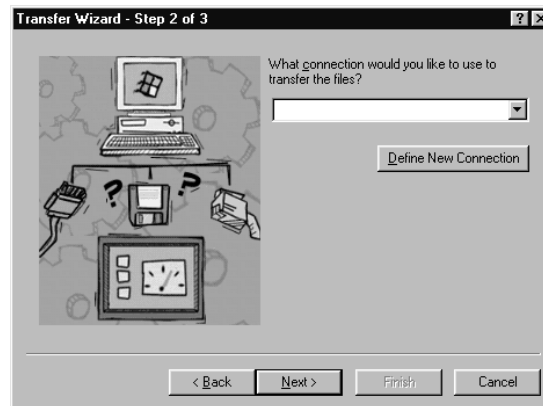 Transfer Wizard - Step 2 of 3
What connection would you like to use to
transfer the files?
Define New Connection
< Back
Next >
Finish
Cancel